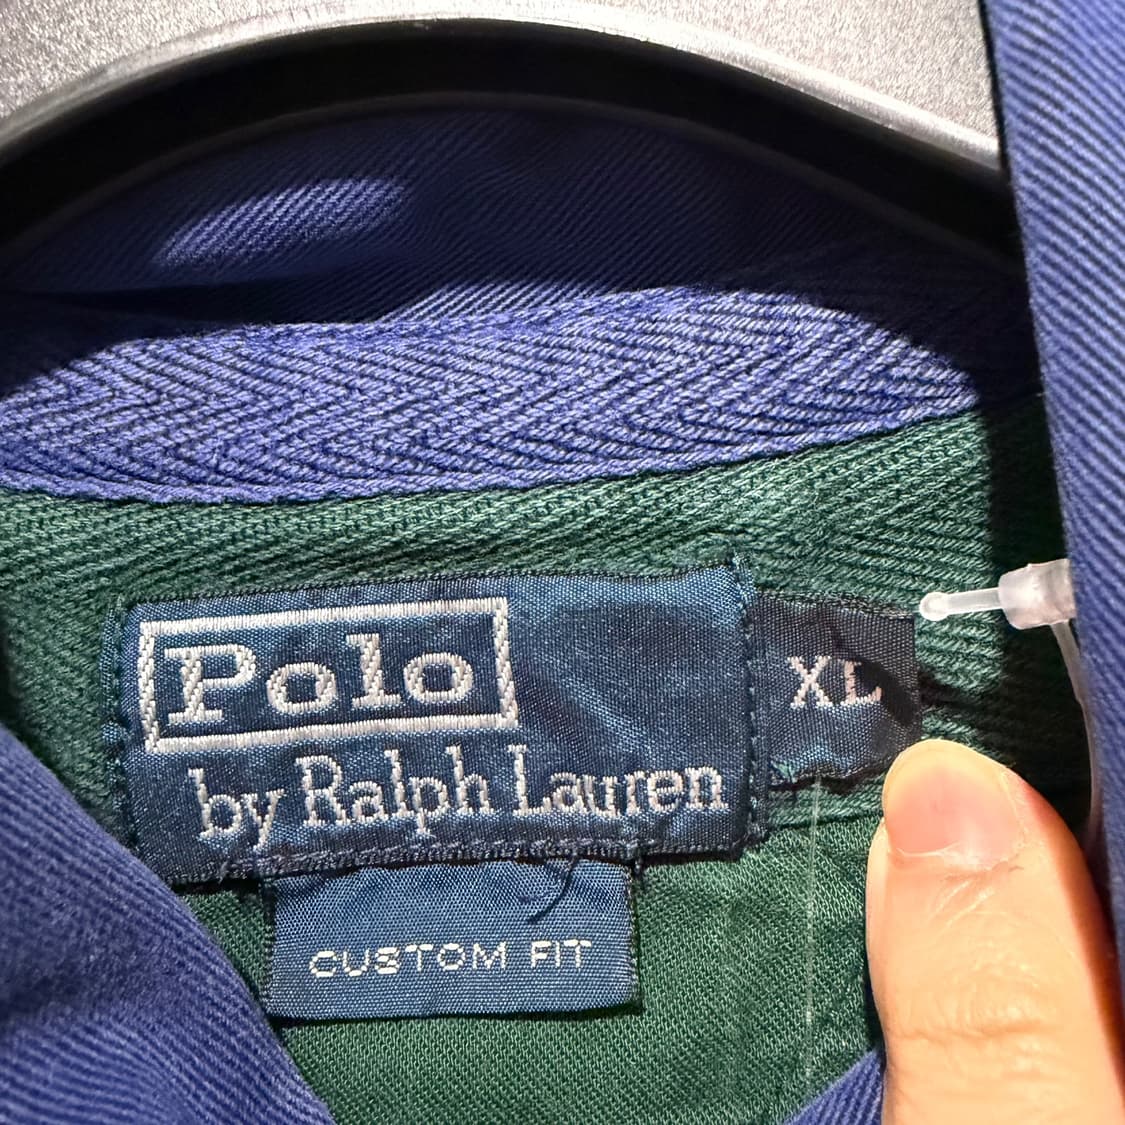 Polo
by Ralph Lauren
XL
CUSTOM FIT